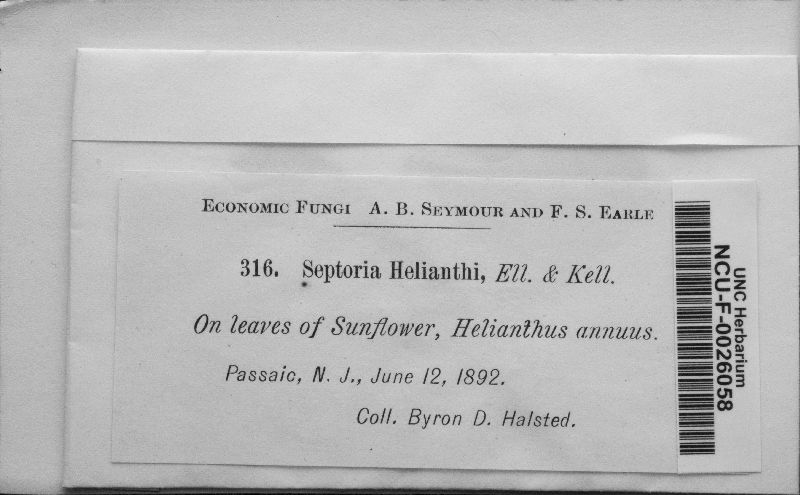 ECONOMIC FUNGI A. B. SEYMOUR AND F. S. EARLE
316. Septoria Helianthi, Ell. & Kell.
On leaves of Sunflower, Helianthus annuus.
Passaic, N. J., June 12, 1892.
Coll. Byron D. Halsted.
UNC Herbarium
NCU-F-0026058